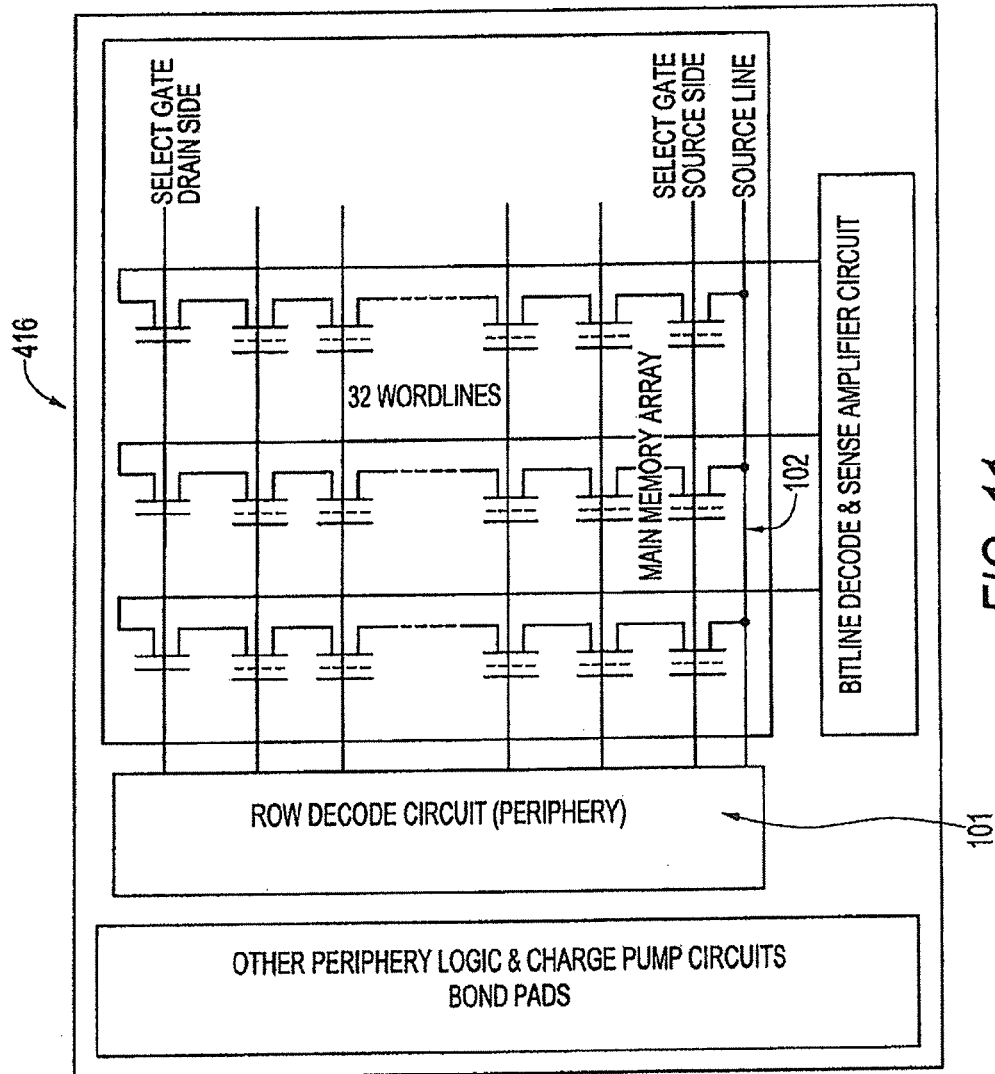 416
SELECT GATE
DRAIN SIDE
32 WORDLINES
MAIN MEMORY ARRAY
SELECT GATE
SOURCE SIDE
SOURCE LINE
102
ROW DECODE CIRCUIT (PERIPHERY)
101
BITLINE DECODE & SENSE AMPLIFIER CIRCUIT
OTHER PERIPHERY LOGIC & CHARGE PUMP CIRCUITS
BOND PADS